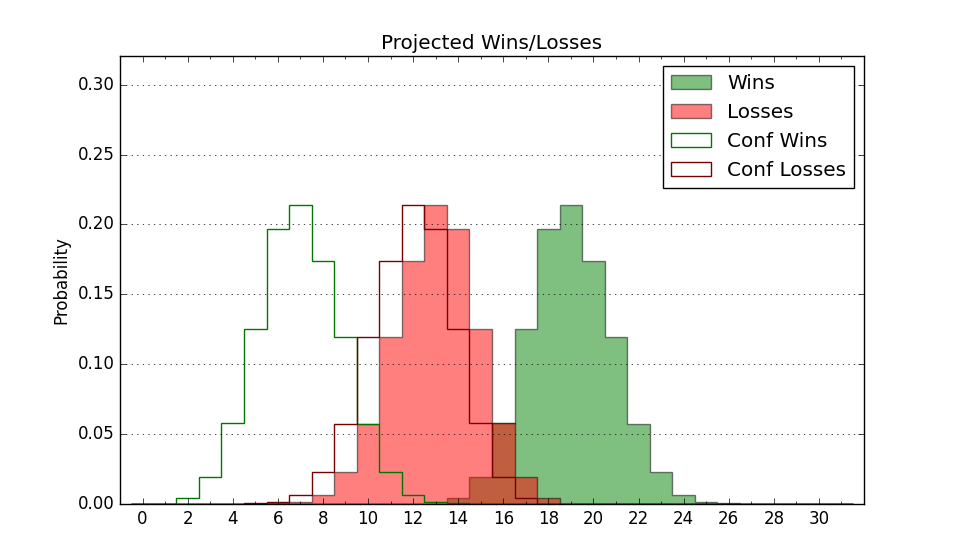 Projected Wins/Losses
Wins
Losses
Conf Wins
Conf Losses
Probability
0.30
0.25
0.20
0.15
0.10
0.05
0.00
0 2 4 6 8 10 12 14 16 18 20 22 24 26 28 30